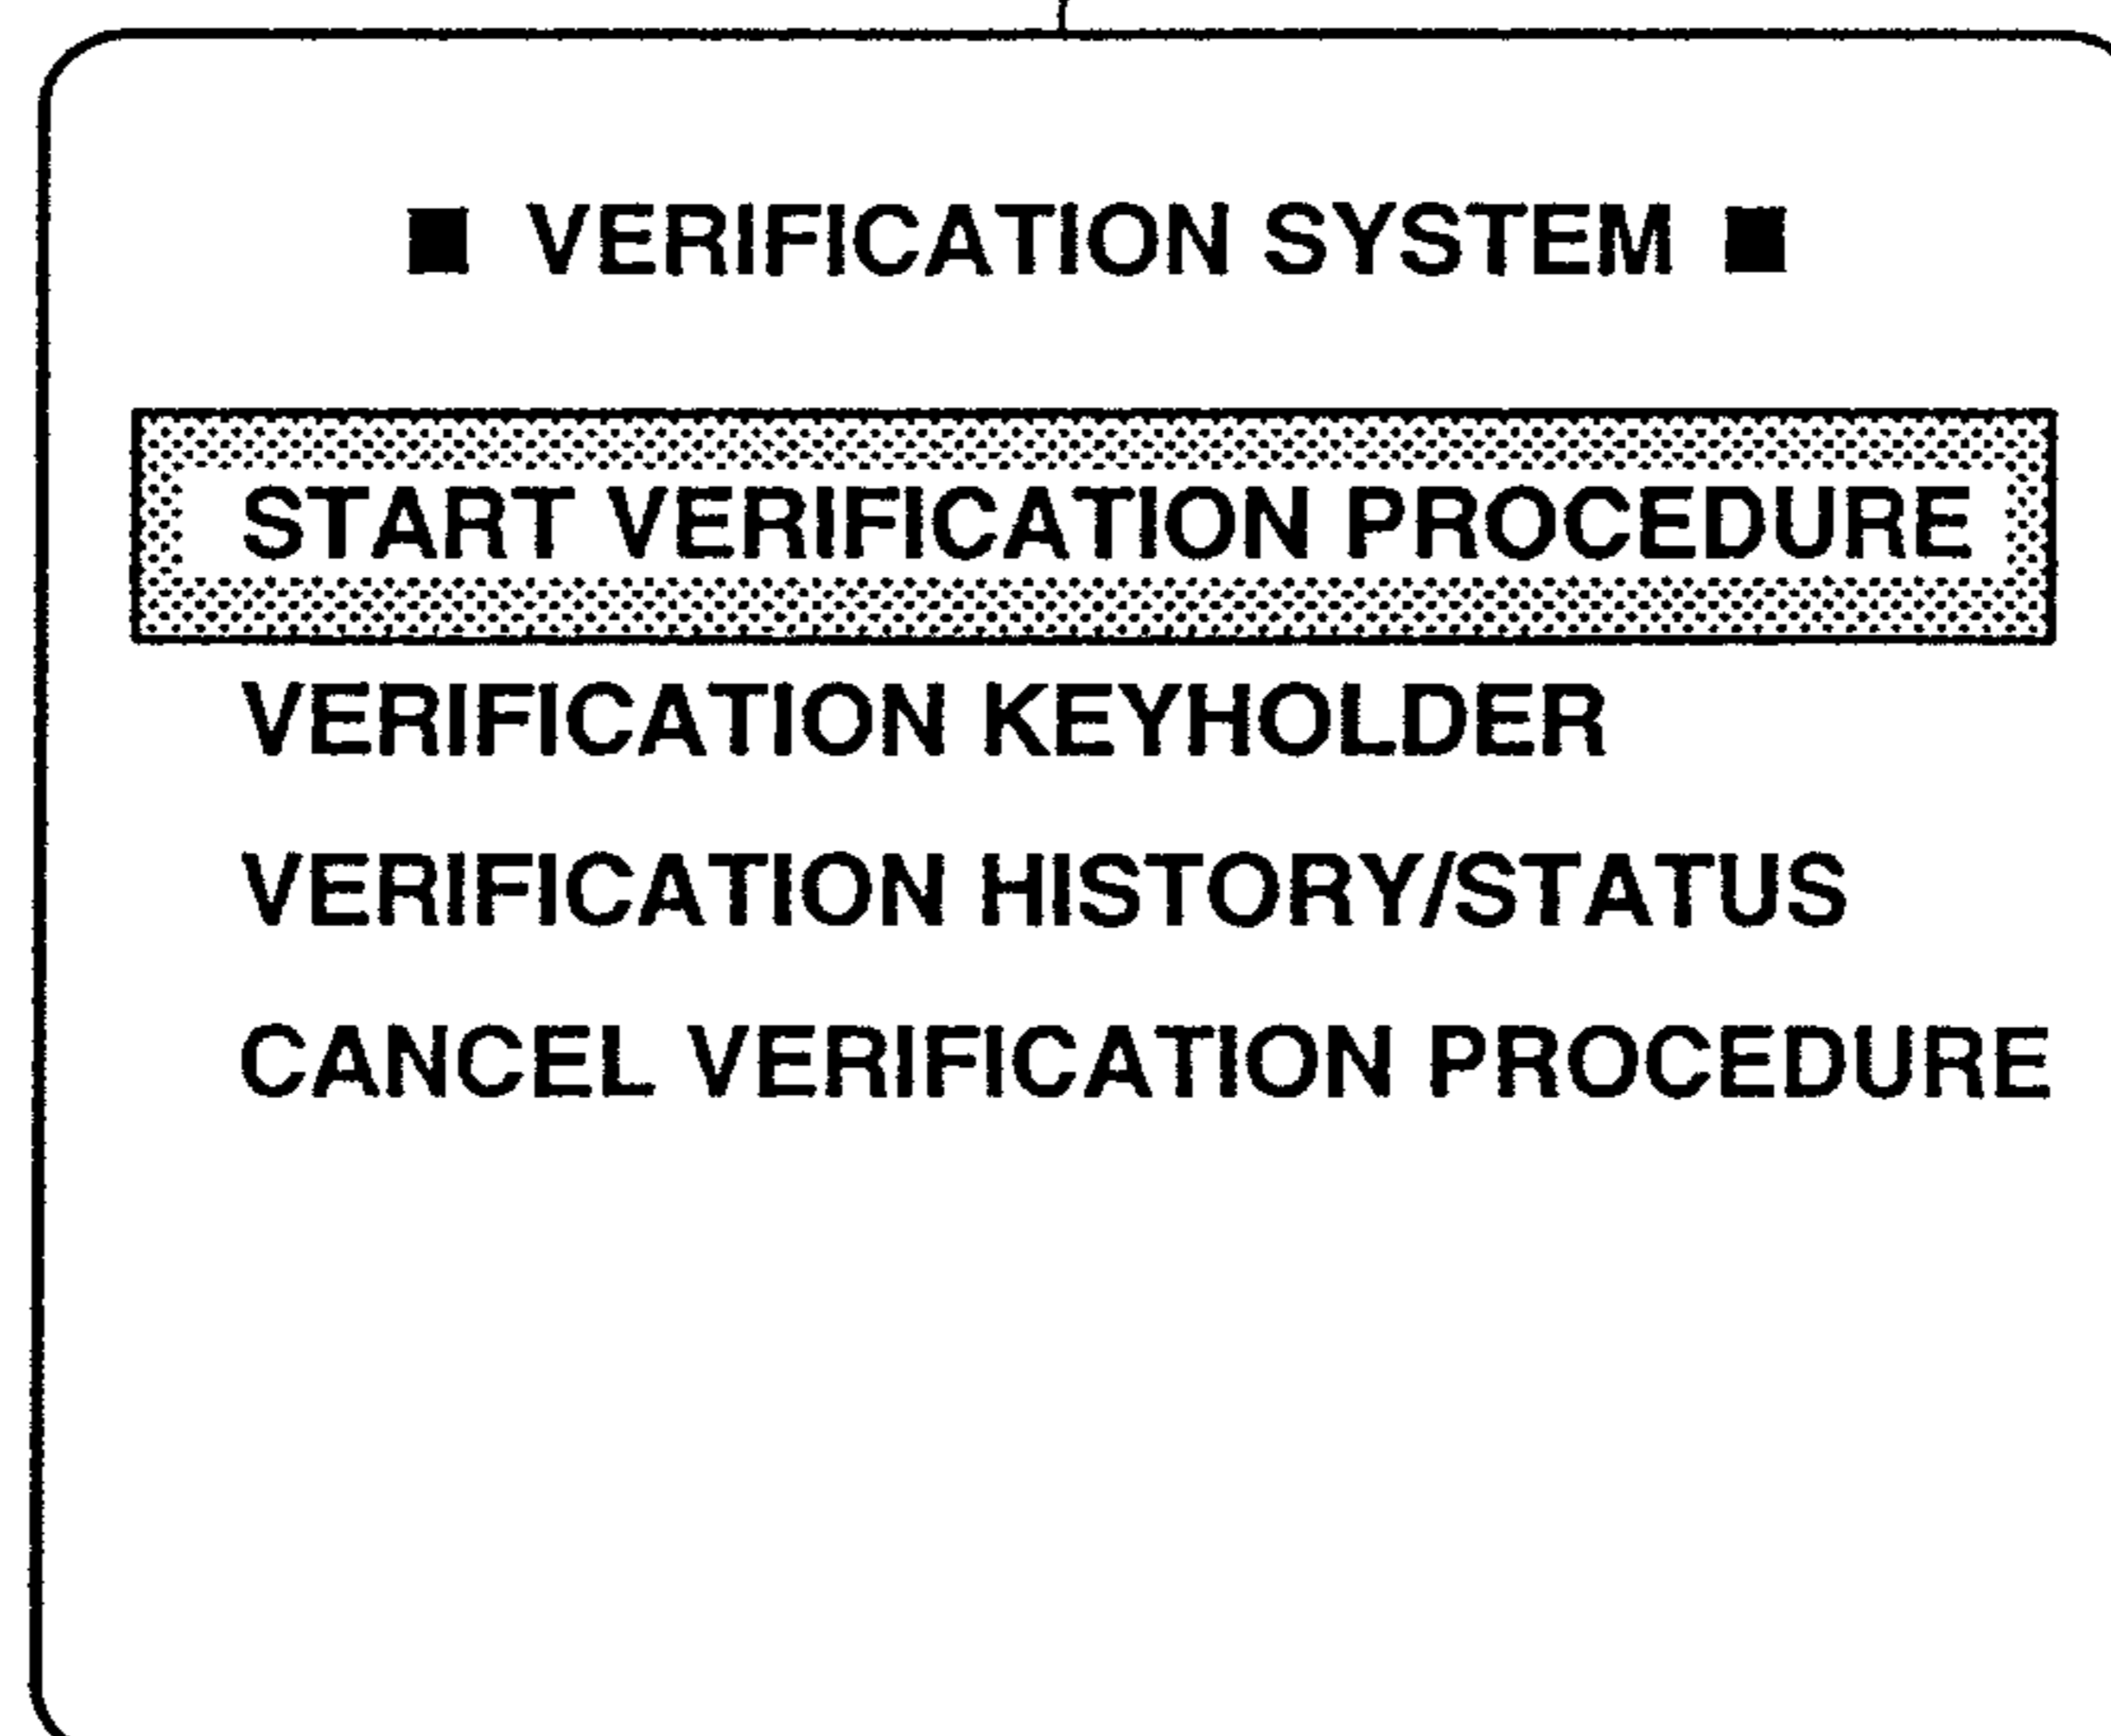 ■ VERIFICATION SYSTEM ■
START VERIFICATION PROCEDURE
VERIFICATION KEYHOLDER
VERIFICATION HISTORY/STATUS
CANCEL VERIFICATION PROCEDURE